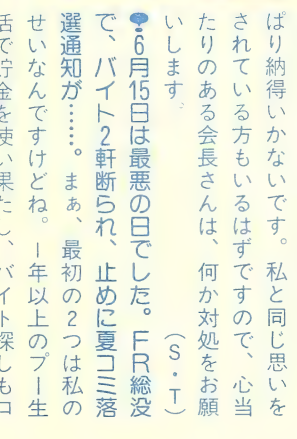 ぱり納得いかないです。私と同じ思いを
されている方もいるはずですので、心当
たりのある会長さんは、何か対処をお願
いします。　　　　　　（S・T）
6月15日は最悪の日でした。FR総没
で、バイト2軒断られ、止めに夏コミ落
選通知が……。まぁ、最初の2つは私の
せいなんですけどね。1年以上のプー生
活で貯金を使い果たし、バイト探しもコ